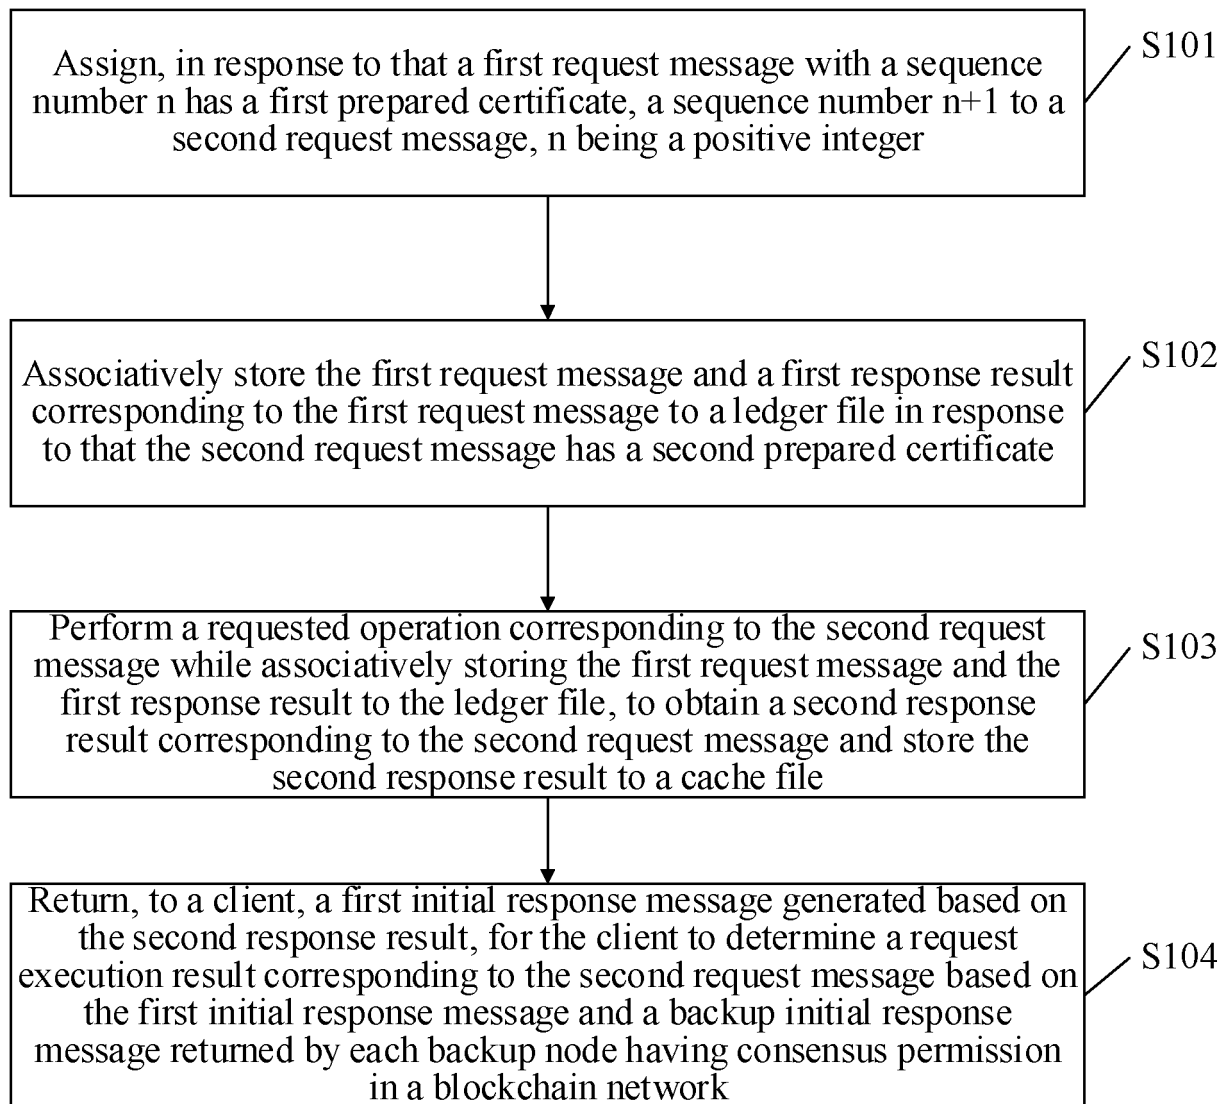 Assign, in response to that a first request message with a sequence
number n has a first prepared certificate, a sequence number n+1 to a
second request message, n being a positive integer
S101
Associatively store the first request message and a first response result
corresponding to the first request message to a ledger file in response
to that the second request message has a second prepared certificate
S102
Perform a requested operation corresponding to the second request
message while associatively storing the first request message and the
first response result to the ledger file, to obtain a second response
result corresponding to the second request message and store the
second response result to a cache file
S103
Return, to a client, a first initial response message generated based on
the second response result, for the client to determine a request
execution result corresponding to the second request message based on
the first initial response message and a backup initial response
message returned by each backup node having consensus permission
in a blockchain network
S104